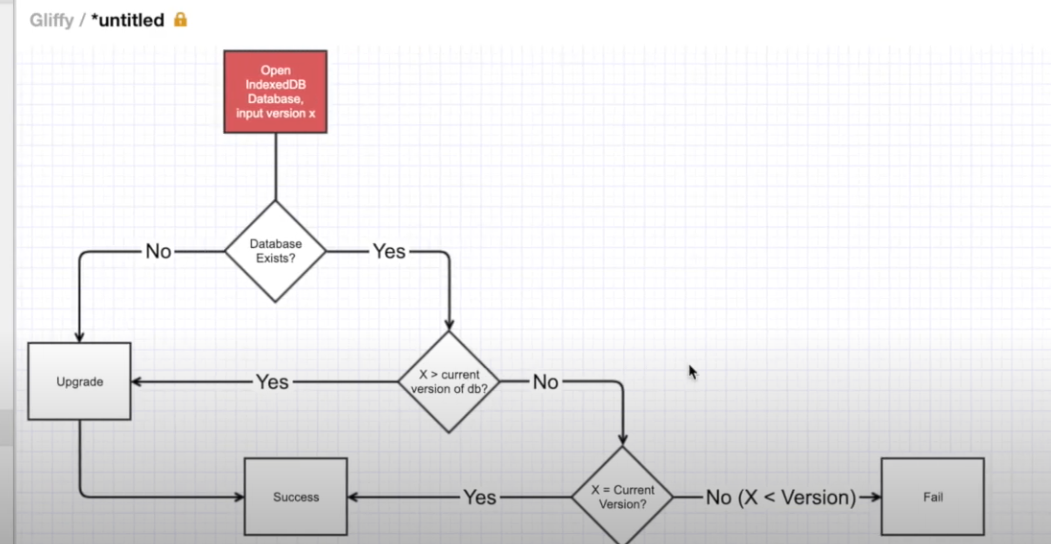 Gliffy / *untitled
Open
IndexedDB
Database,
input version x
Database
Exists?
No
Yes
Upgrade
Yes
X > current
version of db?
No
Success
Yes
X = Current
Version?
No (X < Version)
Fail